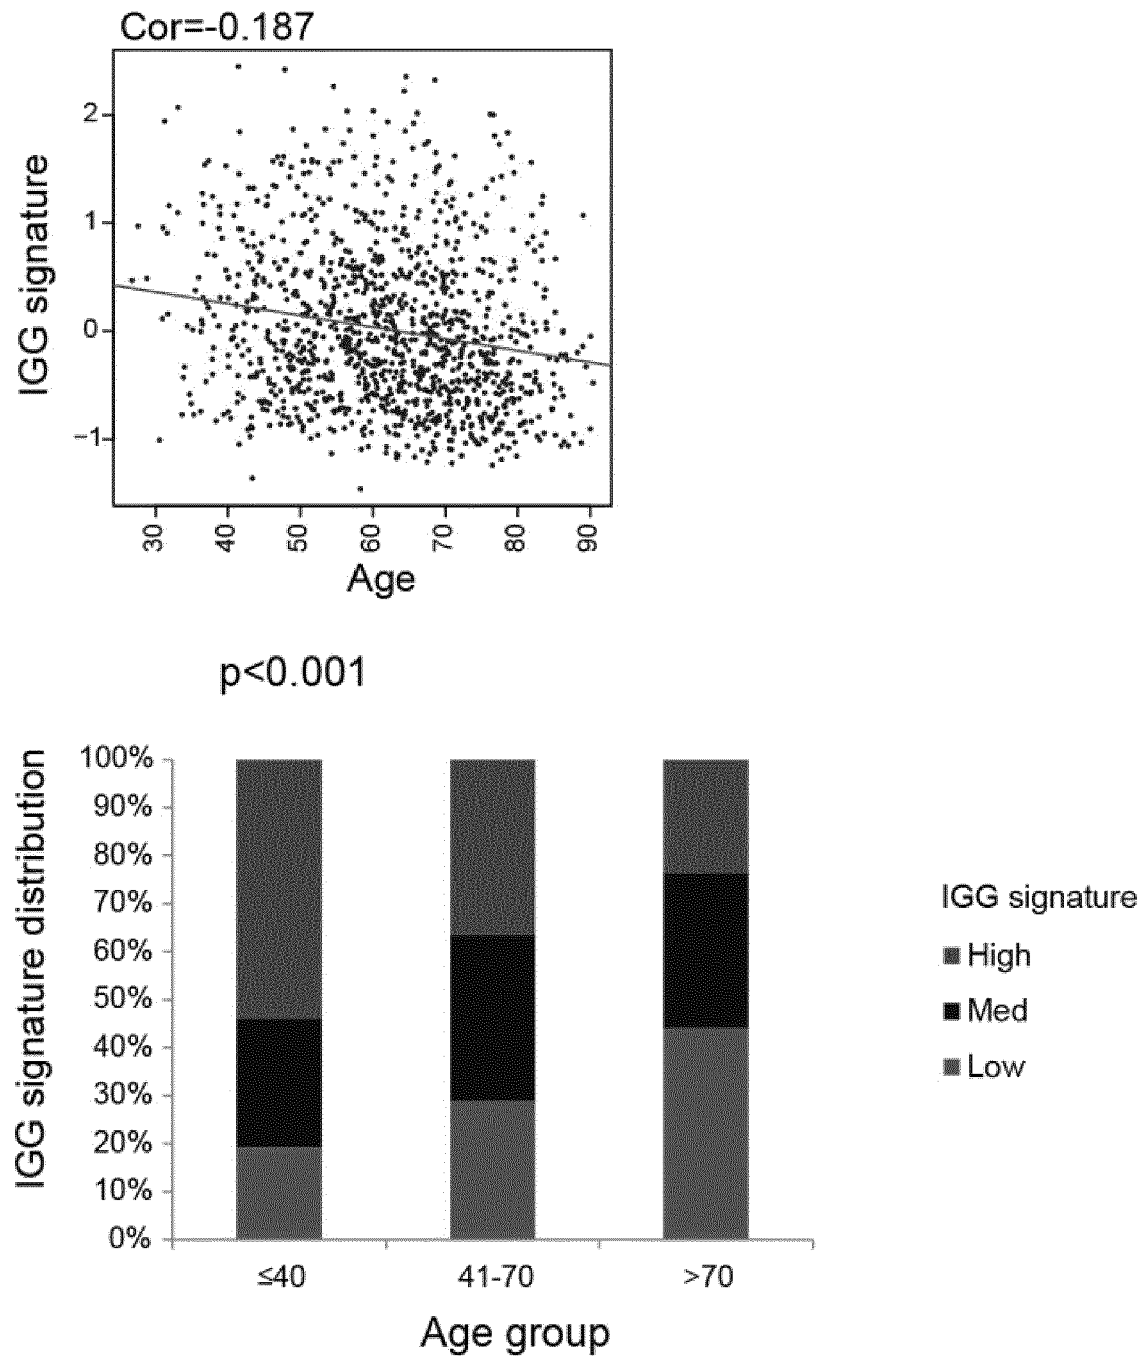 Cor=-0.187
IGG signature
2
1
0
−1
30 40 50 60 70 80 90
Age
p<0.001
IGG signature distribution
100%
90%
80%
70%
60%
50%
40%
30%
20%
10%
0%
≤40 41-70 >70
Age group
IGG signature
High
Med
Low